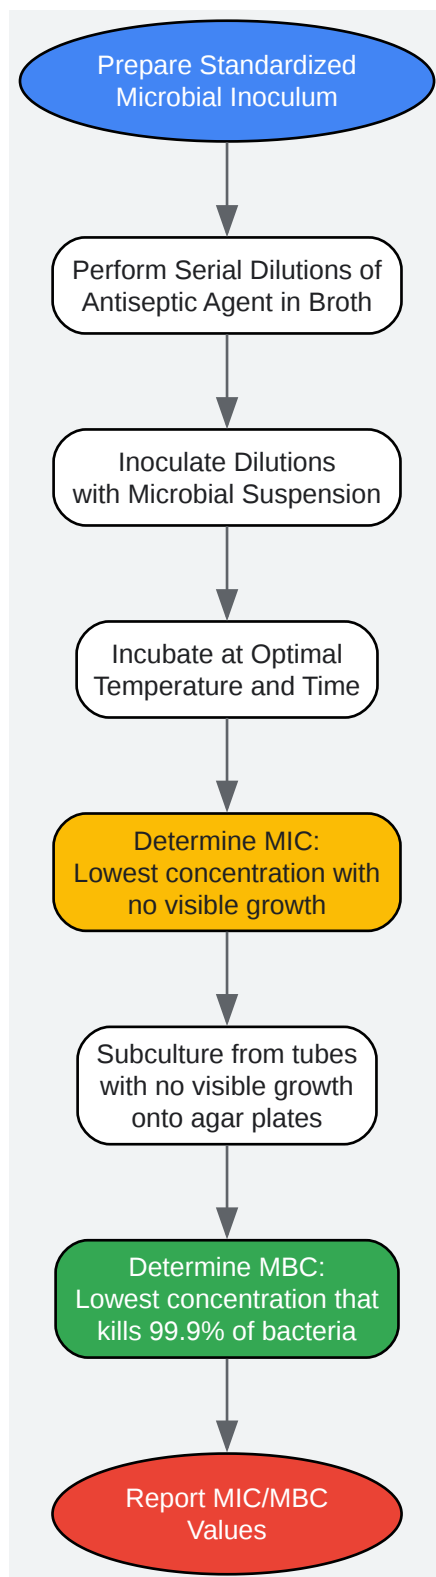 Prepare Standardized
Microbial Inoculum
Perform Serial Dilutions of
Antiseptic Agent in Broth
Inoculate Dilutions
with Microbial Suspension
Incubate at Optimal
Temperature and Time
Determine MIC:
Lowest concentration with
no visible growth
Subculture from tubes
with no visible growth
onto agar plates
Determine MBC:
Lowest concentration that
kills 99.9% of bacteria
Report MIC/MBC
Values